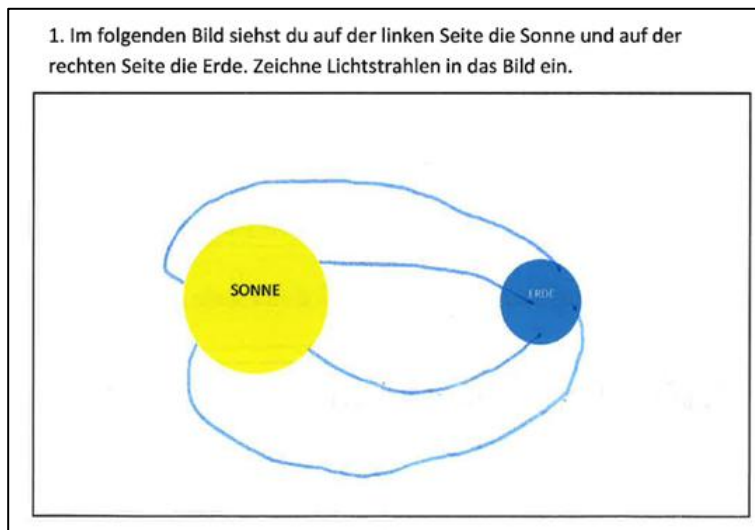 1. Im folgenden Bild siehst du auf der linken Seite die Sonne und auf der
rechten Seite die Erde. Zeichne Lichtstrahlen in das Bild ein.
SONNE
ERDE